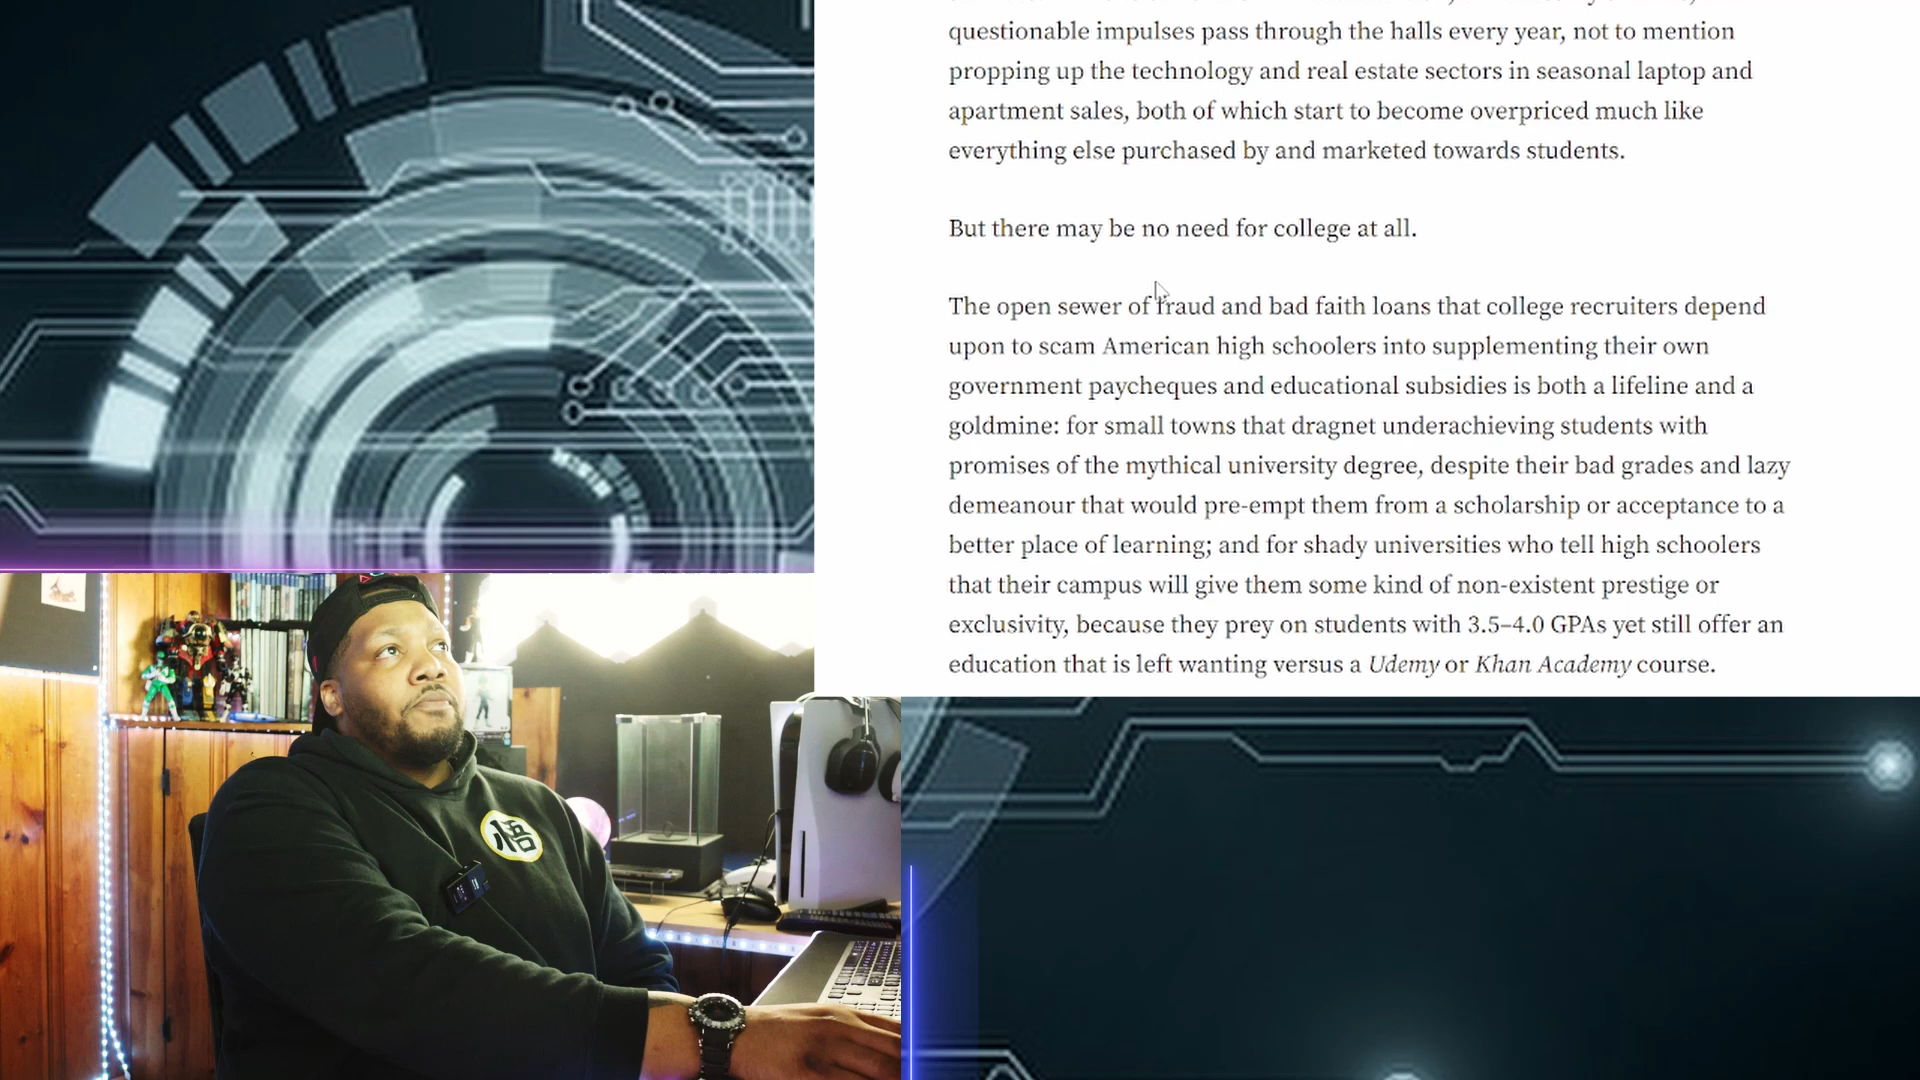 questionable impulses pass through the halls every year, not to mention
propping up the technology and real estate sectors in seasonal laptop and
apartment sales, both of which start to become overpriced much like
everything else purchased by and marketed towards students.
But there may be no need for college at all.
The open sewer of fraud and bad faith loans that college recruiters depend
upon to scam American high schoolers into supplementing their own
government paycheques and educational subsidies is both a lifeline and a
goldmine: for small towns that dragnet underachieving students with
promises of the mythical university degree, despite their bad grades and lazy
demeanour that would pre-empt them from a scholarship or acceptance to a
better place of learning; and for shady universities who tell high schoolers
that their campus will give them some kind of non-existent prestige or
exclusivity, because they prey on students with 3.5–4.0 GPAs yet still offer an
education that is left wanting versus a Udemy or Khan Academy course.
悟